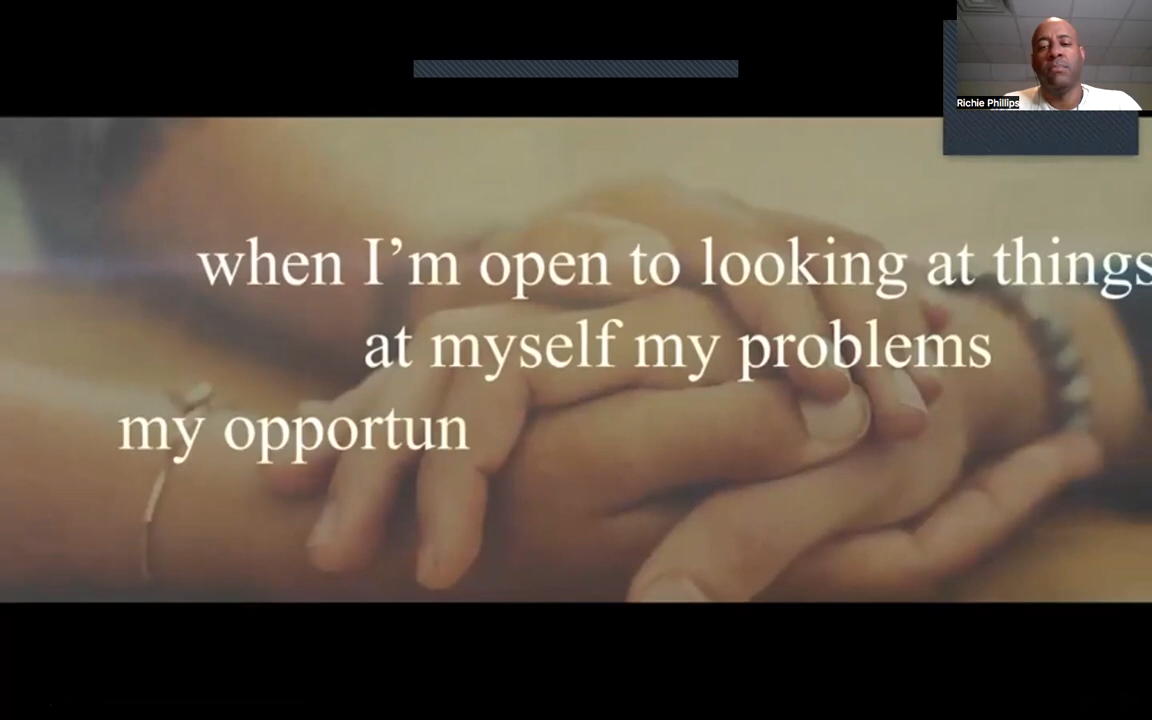 Richie Phillips
when I’m open to looking at things
at myself my problems
my opportun